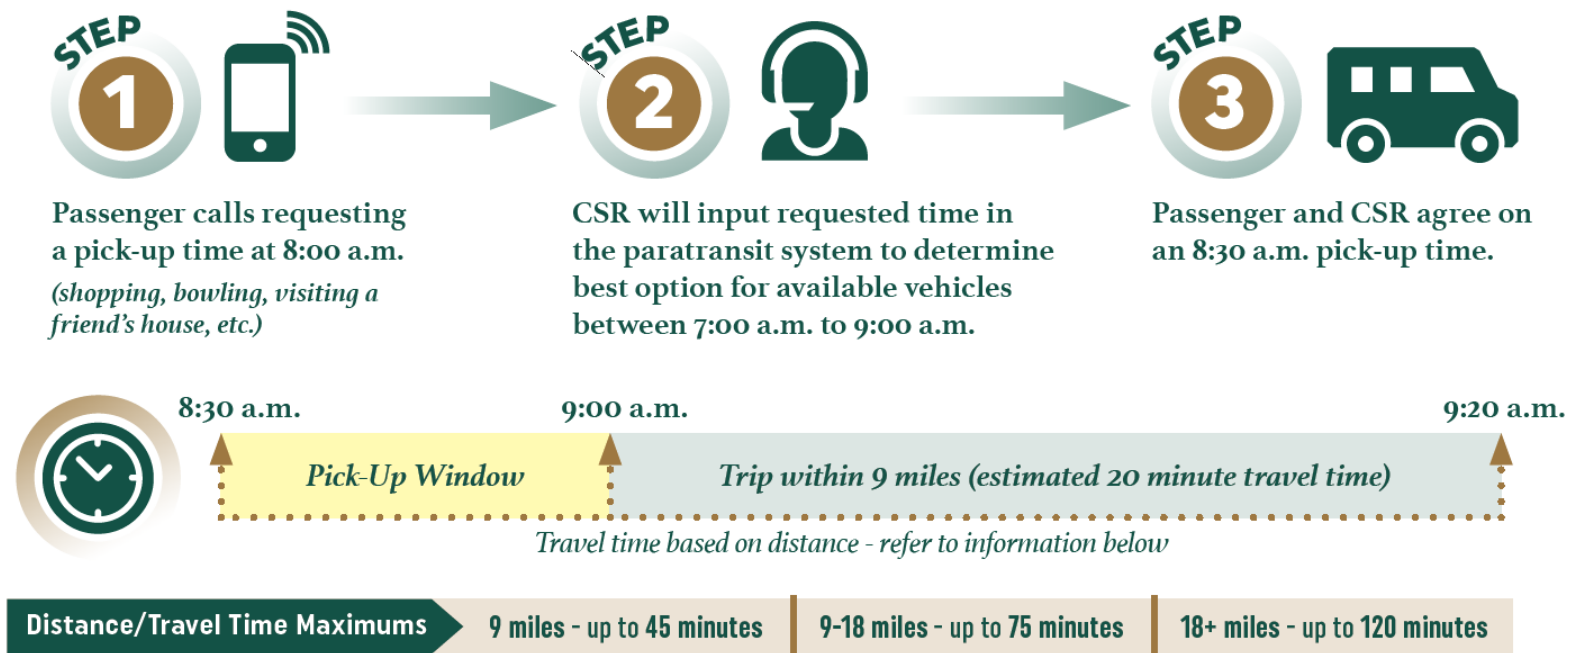 STEP
1
Passenger calls requesting
a pick-up time at 8:00 a.m.
(shopping, bowling, visiting a
friend's house, etc.)
STEP
2
CSR will input requested time in
the paratransit system to determine
best option for available vehicles
between 7:00 a.m. to 9:00 a.m.
STEP
3
Passenger and CSR agree on
an 8:30 a.m. pick-up time.
8:30 a.m.
9:00 a.m.
9:20 a.m.
Pick-Up Window
Trip within 9 miles (estimated 20 minute travel time)
Travel time based on distance - refer to information below
Distance/Travel Time Maximums
9 miles - up to 45 minutes
9-18 miles - up to 75 minutes
18+ miles - up to 120 minutes